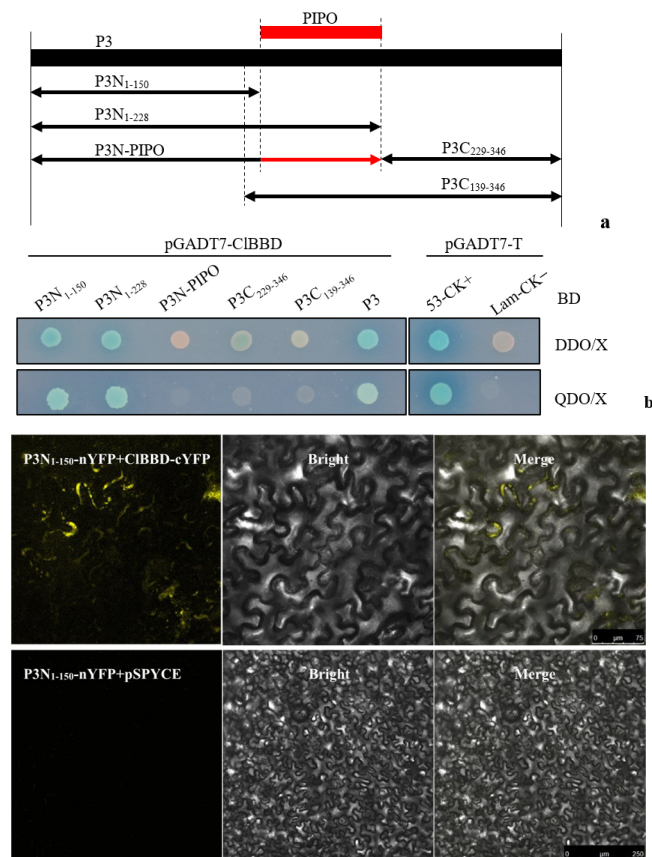 PIPO
P3
P3N1-150
P3N1-228
P3N-PIPO
P3C229-346
P3C139-346
a
pGADT7-ClBBD
pGADT7-T
P3N1-150
P3N1-228
P3N-PIPO
P3C229-346
P3C139-346
P3
53-CK+
Lam-CK−
BD
DDO/X
QDO/X
b
P3N1-150-nYFP+ClBBD-cYFP
Bright
Merge
0 µm 75
P3N1-150-nYFP+pSPYCE
Bright
Merge
0 µm 250